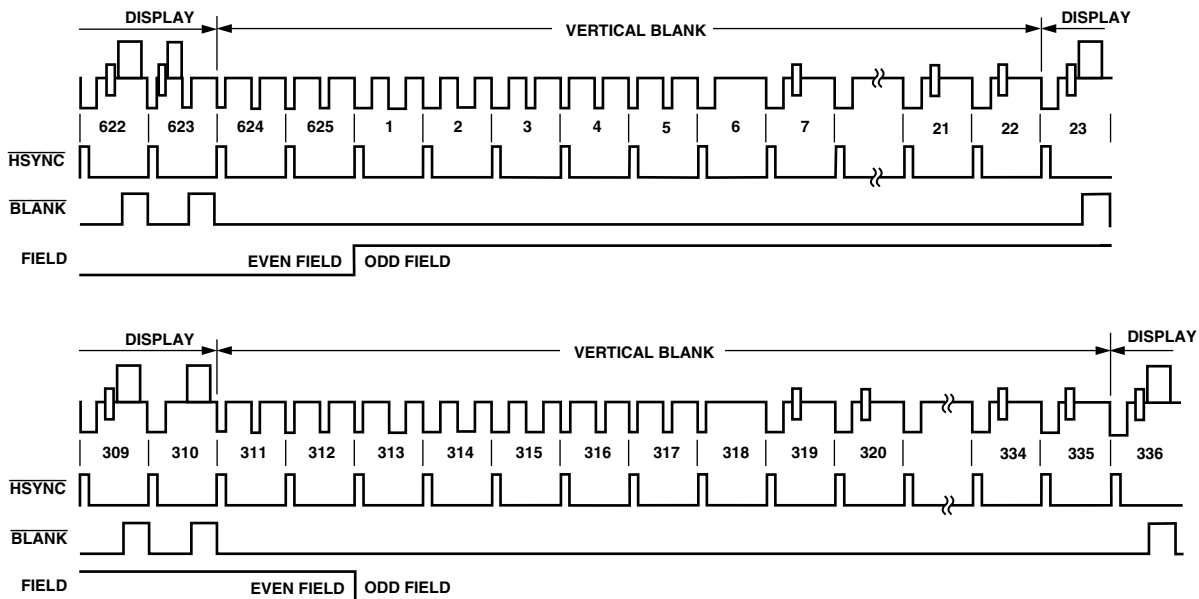 DISPLAY VERTICAL BLANK DISPLAY
622 623 624 625 1 2 3 4 5 6 7 21 22 23
HSYNC
BLANK
FIELD EVEN FIELD ODD FIELD
DISPLAY VERTICAL BLANK DISPLAY
309 310 311 312 313 314 315 316 317 318 319 320 334 335 336
HSYNC
BLANK
FIELD EVEN FIELD ODD FIELD